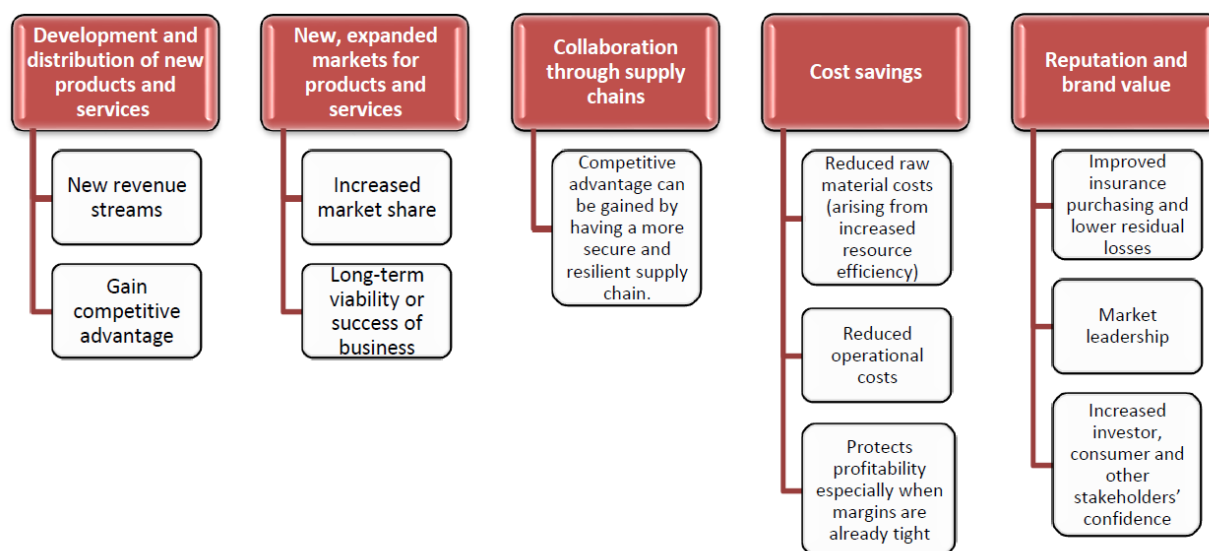 Development and
distribution of new
products and
services
New revenue
streams
Gain
competitive
advantage
New, expanded
markets for
products and
services
Increased
market share
Long-term
viability or
success of
business
Collaboration
through supply
chains
Competitive
advantage can
be gained by
having a more
secure and
resilient supply
chain.
Cost savings
Reduced raw
material costs
(arising from
increased
resource
efficiency)
Reduced
operational
costs
Protects
profitability
especially when
margins are
already tight
Reputation and
brand value
Improved
insurance
purchasing and
lower residual
losses
Market
leadership
Increased
investor,
consumer and
other
stakeholders’
confidence